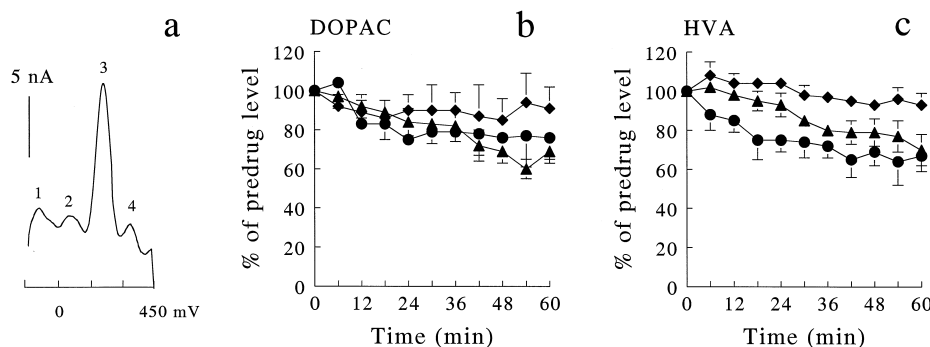 a
5 nA
1
2
3
4
0
450 mV
DOPAC
b
% of predrug level
120
100
80
60
40
20
0
0 12 24 36 48 60
Time (min)
HVA
c
% of predrug level
120
100
80
60
40
20
0
0 12 24 36 48 60
Time (min)